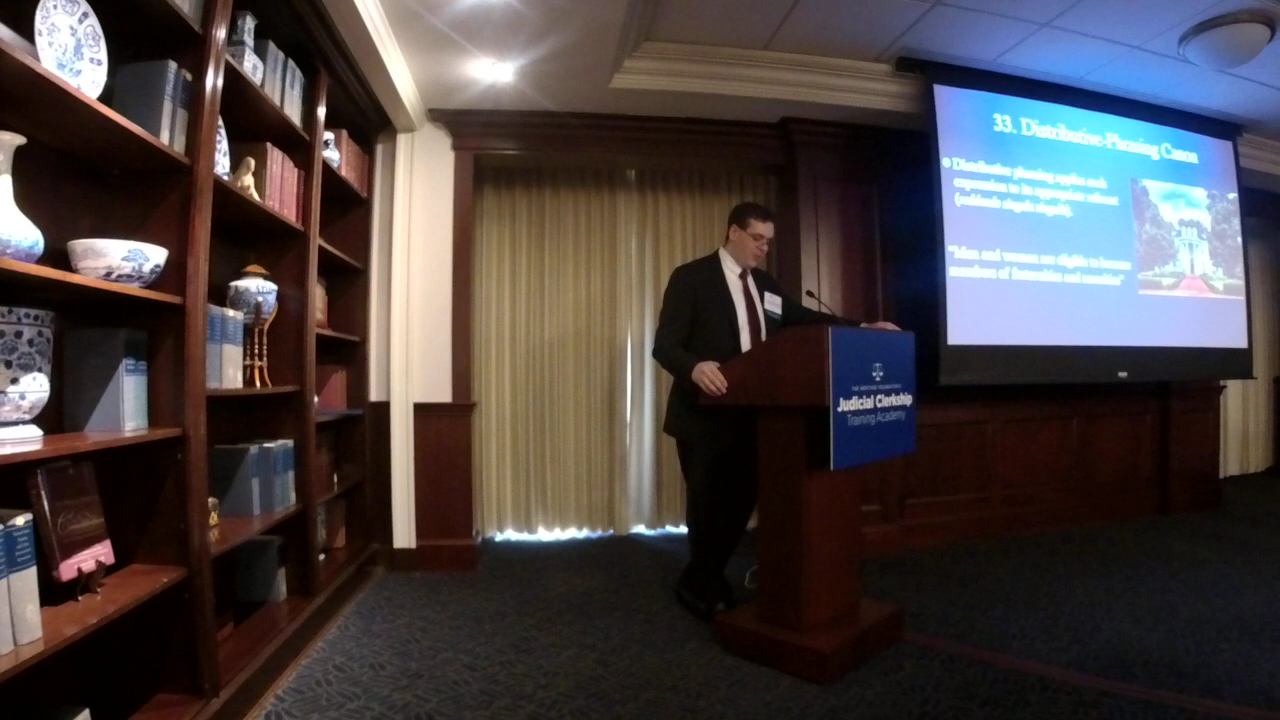 33. Distributive-Phrasing Canon
Distributive phrasing applies each
expression to its appropriate referent
(reddendo singula singulis).
"Men and women are eligible to become
members of fraternities and sororities"
THE HERITAGE FOUNDATION'S
Judicial Clerkship
Training Academy